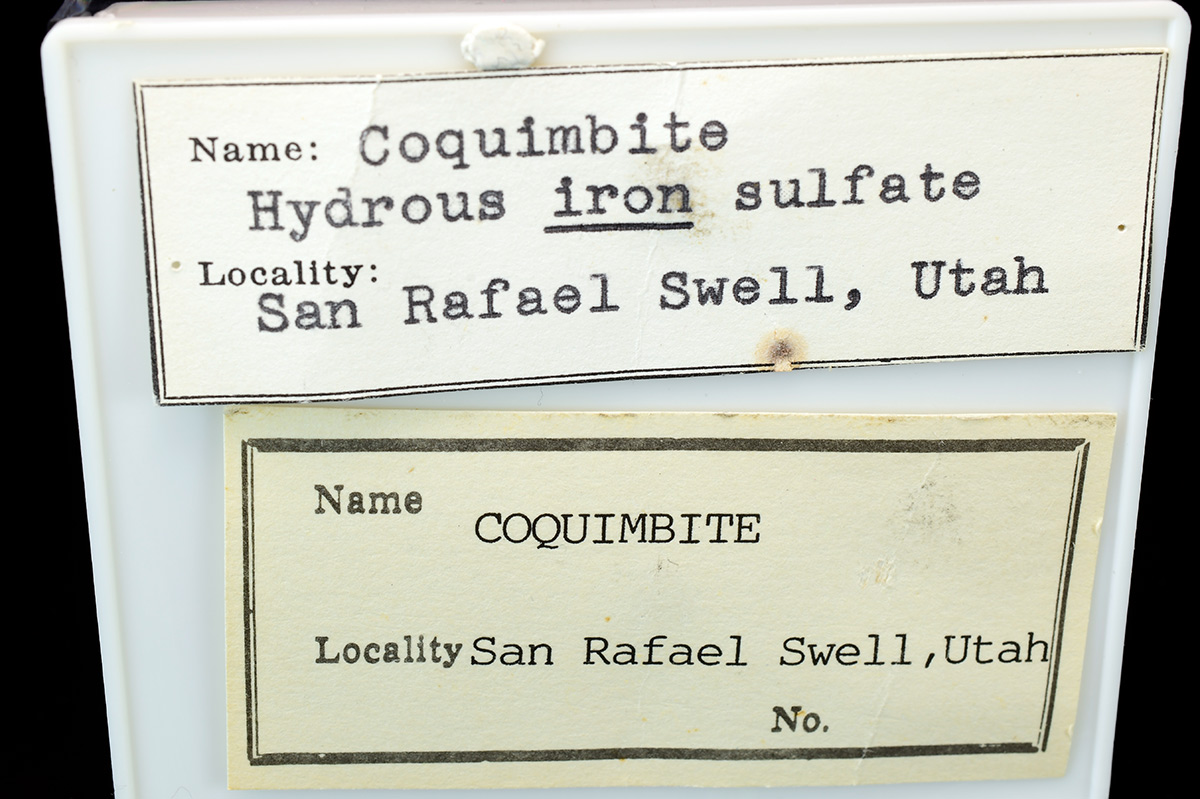 Name: Coquimbite
Hydrous iron sulfate
Locality:
San Rafael Swell, Utah
Name
COQUIMBITE
Locality San Rafael Swell,Utah
No.